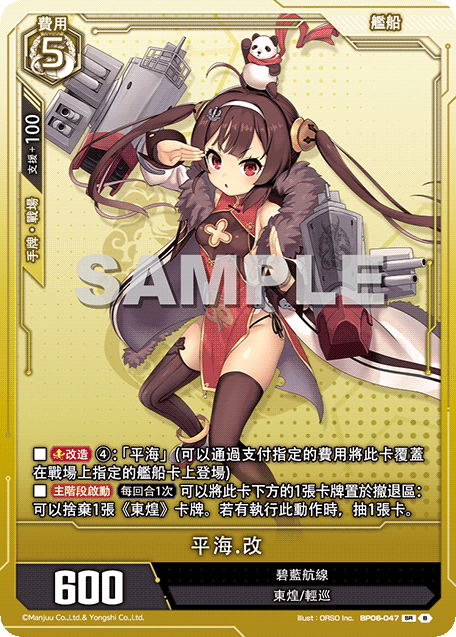 費用
5
艦船
支援+100
手牌・戰場
SAMPLE
■ 改造 ④:「平海」(可以通過支付指定的費用將此卡覆蓋
在戰場上指定的艦船卡上登場)
■ 主階段啟動 每回合1次 可以將此卡下方的1張卡牌置於撤退區:
可以捨棄1張《東煌》卡牌。若有執行此動作時，抽1張卡。
平海.改
600
碧藍航線
東煌/輕巡
©Manjuu Co.,Ltd.& Yongshi Co.,Ltd.
illust : ORSO Inc. BP06-047 SR B